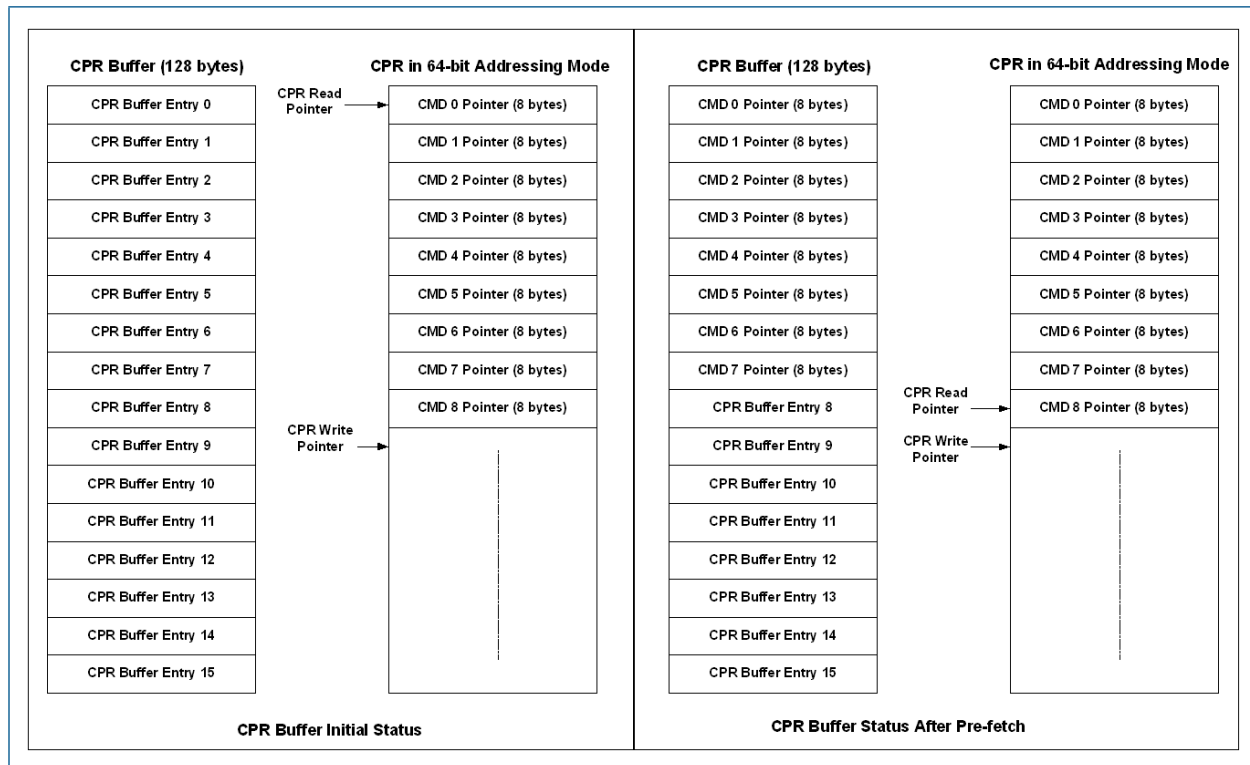 CPR Buffer (128 bytes)
CPR Buffer Entry 0
CPR Buffer Entry 1
CPR Buffer Entry 2
CPR Buffer Entry 3
CPR Buffer Entry 4
CPR Buffer Entry 5
CPR Buffer Entry 6
CPR Buffer Entry 7
CPR Buffer Entry 8
CPR Buffer Entry 9
CPR Buffer Entry 10
CPR Buffer Entry 11
CPR Buffer Entry 12
CPR Buffer Entry 13
CPR Buffer Entry 14
CPR Buffer Entry 15
CPR Read
Pointer
CPR Write
Pointer
CPR in 64-bit Addressing Mode
CMD 0 Pointer (8 bytes)
CMD 1 Pointer (8 bytes)
CMD 2 Pointer (8 bytes)
CMD 3 Pointer (8 bytes)
CMD 4 Pointer (8 bytes)
CMD 5 Pointer (8 bytes)
CMD 6 Pointer (8 bytes)
CMD 7 Pointer (8 bytes)
CMD 8 Pointer (8 bytes)
CPR Buffer Initial Status
CPR Buffer (128 bytes)
CMD 0 Pointer (8 bytes)
CMD 1 Pointer (8 bytes)
CMD 2 Pointer (8 bytes)
CMD 3 Pointer (8 bytes)
CMD 4 Pointer (8 bytes)
CMD 5 Pointer (8 bytes)
CMD 6 Pointer (8 bytes)
CMD 7 Pointer (8 bytes)
CPR Buffer Entry 8
CPR Buffer Entry 9
CPR Buffer Entry 10
CPR Buffer Entry 11
CPR Buffer Entry 12
CPR Buffer Entry 13
CPR Buffer Entry 14
CPR Buffer Entry 15
CPR Read
Pointer
CPR Write
Pointer
CPR in 64-bit Addressing Mode
CMD 0 Pointer (8 bytes)
CMD 1 Pointer (8 bytes)
CMD 2 Pointer (8 bytes)
CMD 3 Pointer (8 bytes)
CMD 4 Pointer (8 bytes)
CMD 5 Pointer (8 bytes)
CMD 6 Pointer (8 bytes)
CMD 7 Pointer (8 bytes)
CMD 8 Pointer (8 bytes)
CPR Buffer Status After Pre-fetch